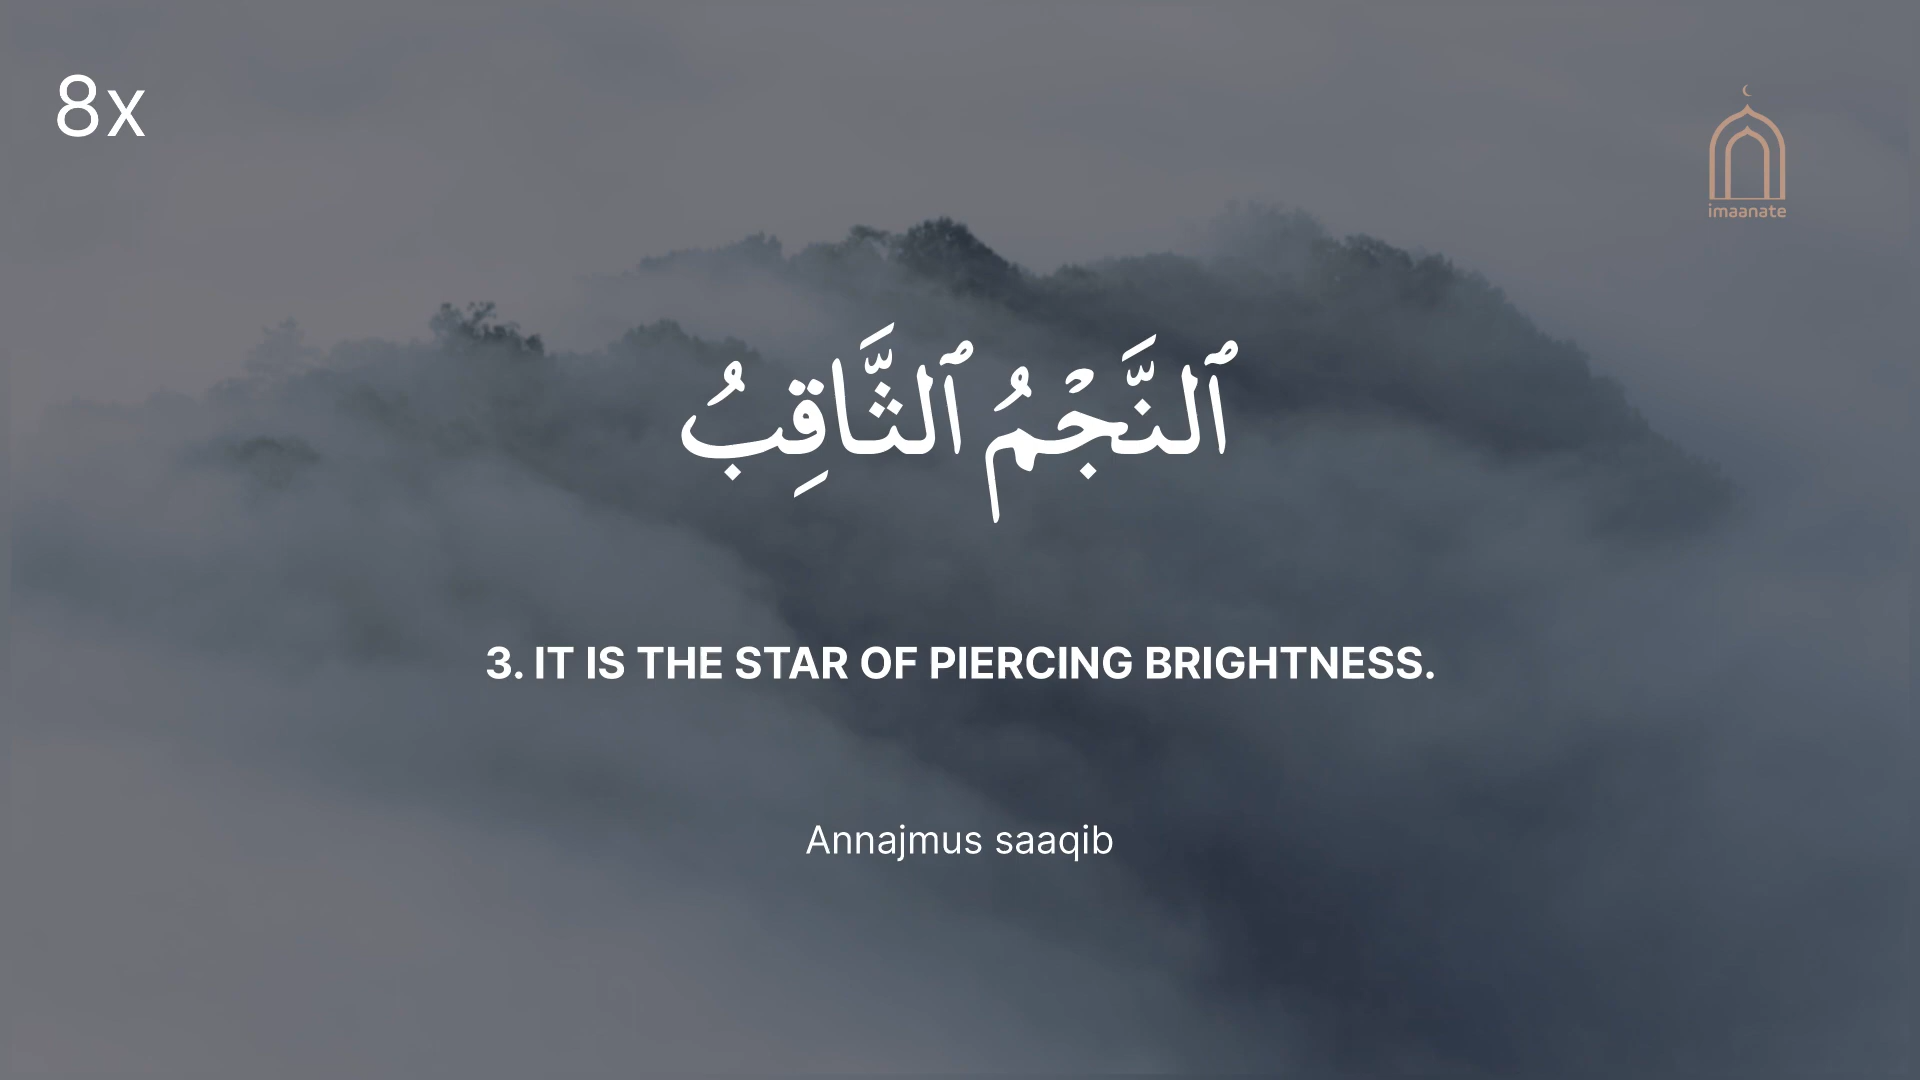 8x
imaanate
ٱلنَّجْمُ ٱلثَّاقِبُ
3. IT IS THE STAR OF PIERCING BRIGHTNESS.
Annajmus saaqib